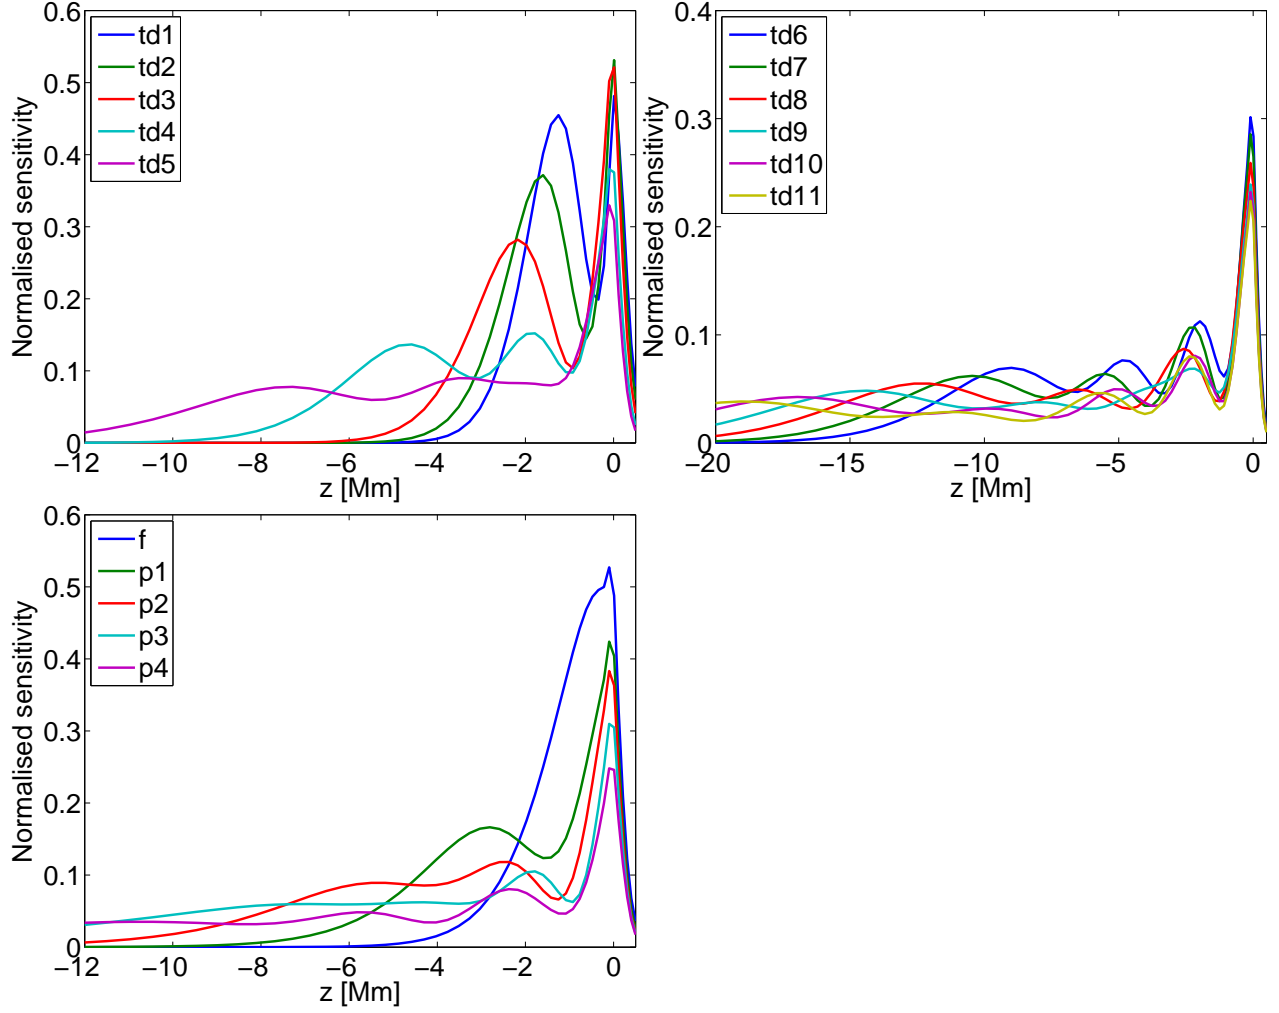 0.6
0.5
0.4
0.3
0.2
0.1
0
Normalised sensitivity
td1
td2
td3
td4
td5
−12 −10 −8 −6 −4 −2 0
z [Mm]
0.4
0.3
0.2
0.1
0
Normalised sensitivity
td6
td7
td8
td9
td10
td11
−20 −15 −10 −5 0
z [Mm]
0.6
0.5
0.4
0.3
0.2
0.1
0
Normalised sensitivity
f
p1
p2
p3
p4
−12 −10 −8 −6 −4 −2 0
z [Mm]